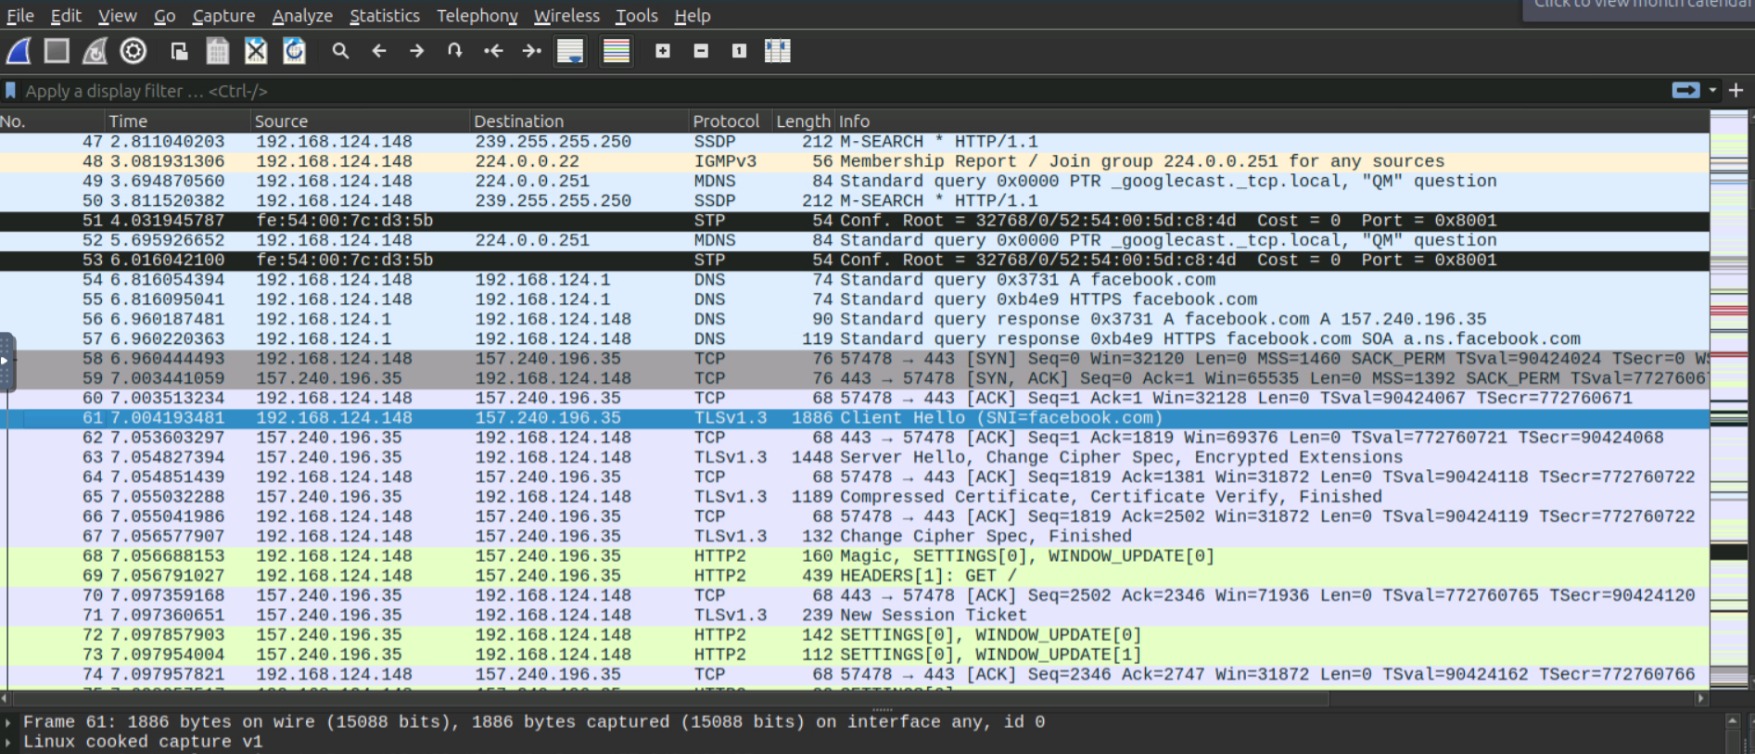 Click to view month calendar
File Edit View Go Capture Analyze Statistics Telephony Wireless Tools Help
Apply a display filter … <Ctrl-/>
No. Time Source Destination Protocol Length Info
47 2.811040203 192.168.124.148 239.255.255.250 SSDP 212 M-SEARCH * HTTP/1.1
48 3.081931306 192.168.124.148 224.0.0.22 IGMPv3 56 Membership Report / Join group 224.0.0.251 for any sources
49 3.694870560 192.168.124.148 224.0.0.251 MDNS 84 Standard query 0x0000 PTR _googlecast._tcp.local, "QM" question
50 3.811520382 192.168.124.148 239.255.255.250 SSDP 212 M-SEARCH * HTTP/1.1
51 4.031945787 fe:54:00:7c:d3:5b STP 54 Conf. Root = 32768/0/52:54:00:5d:c8:4d Cost = 0 Port = 0x8001
52 5.695926652 192.168.124.148 224.0.0.251 MDNS 84 Standard query 0x0000 PTR _googlecast._tcp.local, "QM" question
53 6.016042100 fe:54:00:7c:d3:5b STP 54 Conf. Root = 32768/0/52:54:00:5d:c8:4d Cost = 0 Port = 0x8001
54 6.816054394 192.168.124.148 192.168.124.1 DNS 74 Standard query 0x3731 A facebook.com
55 6.816095041 192.168.124.148 192.168.124.1 DNS 74 Standard query 0xb4e9 HTTPS facebook.com
56 6.960187481 192.168.124.1 192.168.124.148 DNS 90 Standard query response 0x3731 A facebook.com A 157.240.196.35
57 6.960220363 192.168.124.1 192.168.124.148 DNS 119 Standard query response 0xb4e9 HTTPS facebook.com SOA a.ns.facebook.com
58 6.960444493 192.168.124.148 157.240.196.35 TCP 76 57478 → 443 [SYN] Seq=0 Win=32120 Len=0 MSS=1460 SACK_PERM TSval=90424024 TSecr=0
59 7.003441059 157.240.196.35 192.168.124.148 TCP 76 443 → 57478 [SYN, ACK] Seq=0 Ack=1 Win=65535 Len=0 MSS=1392 SACK_PERM TSval=7727606
60 7.003513234 192.168.124.148 157.240.196.35 TCP 68 57478 → 443 [ACK] Seq=1 Ack=1 Win=32128 Len=0 TSval=90424067 TSecr=772760671
61 7.004193481 192.168.124.148 157.240.196.35 TLSv1.3 1886 Client Hello (SNI=facebook.com)
62 7.053603297 157.240.196.35 192.168.124.148 TCP 68 443 → 57478 [ACK] Seq=1 Ack=1819 Win=69376 Len=0 TSval=772760721 TSecr=90424068
63 7.054827394 157.240.196.35 192.168.124.148 TLSv1.3 1448 Server Hello, Change Cipher Spec, Encrypted Extensions
64 7.054851439 192.168.124.148 157.240.196.35 TCP 68 57478 → 443 [ACK] Seq=1819 Ack=1381 Win=31872 Len=0 TSval=90424118 TSecr=772760722
65 7.055032288 157.240.196.35 192.168.124.148 TLSv1.3 1189 Compressed Certificate, Certificate Verify, Finished
66 7.055041986 192.168.124.148 157.240.196.35 TCP 68 57478 → 443 [ACK] Seq=1819 Ack=2502 Win=31872 Len=0 TSval=90424119 TSecr=772760722
67 7.056577907 192.168.124.148 157.240.196.35 TLSv1.3 132 Change Cipher Spec, Finished
68 7.056688153 192.168.124.148 157.240.196.35 HTTP2 160 Magic, SETTINGS[0], WINDOW_UPDATE[0]
69 7.056791027 192.168.124.148 157.240.196.35 HTTP2 439 HEADERS[1]: GET /
70 7.097359168 157.240.196.35 192.168.124.148 TCP 68 443 → 57478 [ACK] Seq=2502 Ack=2346 Win=71936 Len=0 TSval=772760765 TSecr=90424120
71 7.097360651 157.240.196.35 192.168.124.148 TLSv1.3 239 New Session Ticket
72 7.097857903 157.240.196.35 192.168.124.148 HTTP2 142 SETTINGS[0], WINDOW_UPDATE[0]
73 7.097954004 157.240.196.35 192.168.124.148 HTTP2 112 SETTINGS[0], WINDOW_UPDATE[1]
74 7.097957821 192.168.124.148 157.240.196.35 TCP 68 57478 → 443 [ACK] Seq=2346 Ack=2747 Win=31872 Len=0 TSval=90424162 TSecr=772760766
Frame 61: 1886 bytes on wire (15088 bits), 1886 bytes captured (15088 bits) on interface any, id 0
Linux cooked capture v1